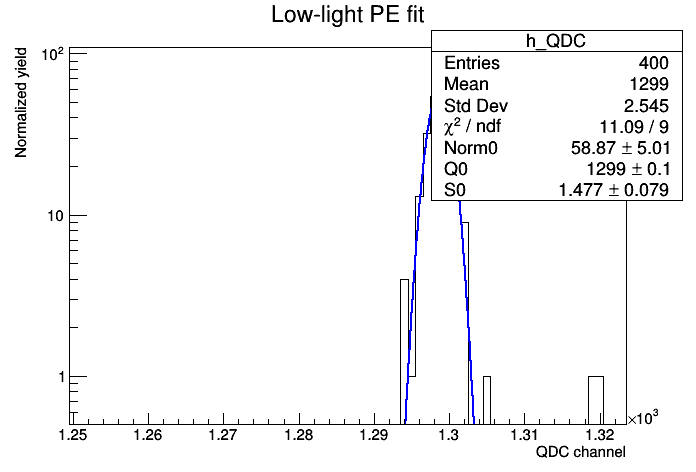 Low-light PE fit
Normalized yield
10²
10
1
h_QDC
Entries 400
Mean 1299
Std Dev 2.545
χ² / ndf 11.09 / 9
Norm0 58.87 ± 5.01
Q0 1299 ± 0.1
S0 1.477 ± 0.079
×10³
1.25 1.26 1.27 1.28 1.29 1.3 1.31 1.32
QDC channel